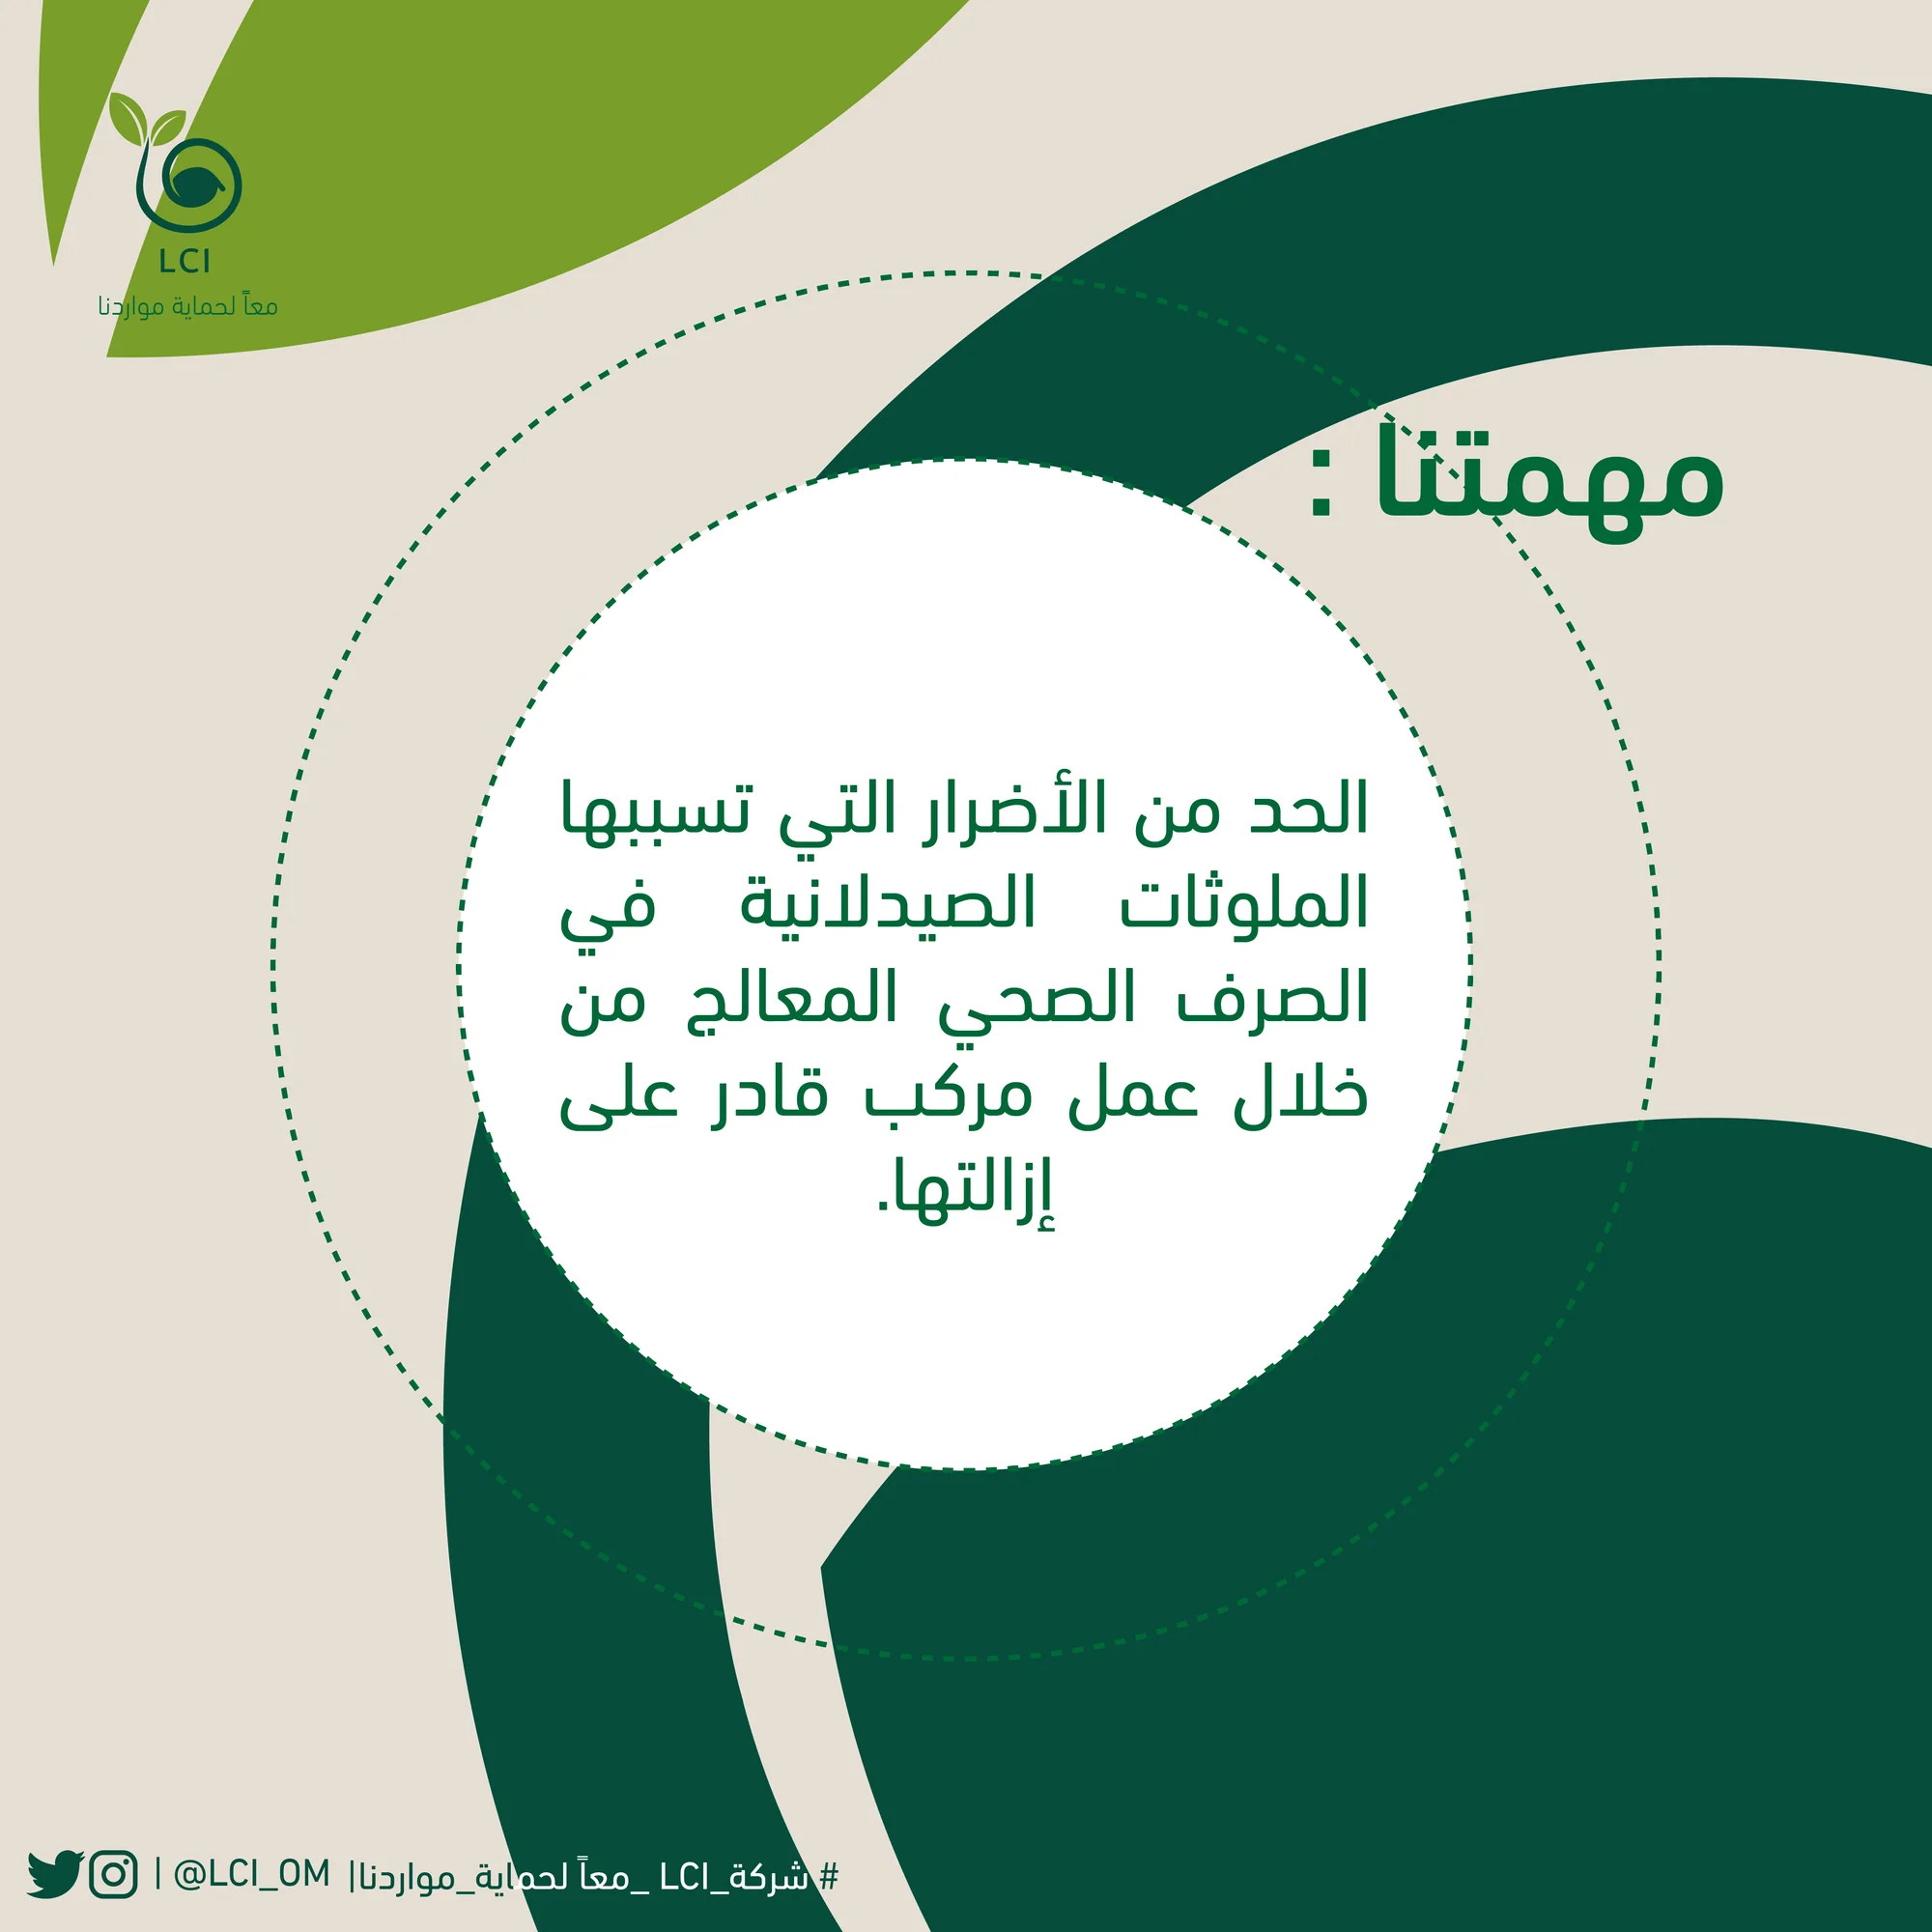 LCI
معاً لحماية مواردنا
مهمتنا :
الحد من الأضرار التي تسببها
الملوثات الصيدلانية في
الصرف الصحي المعالج من
خلال عمل مركب قادر على
إزالتها.
# شركة_LCI _معاً لحماية_مواردنا| @LCI_OM |